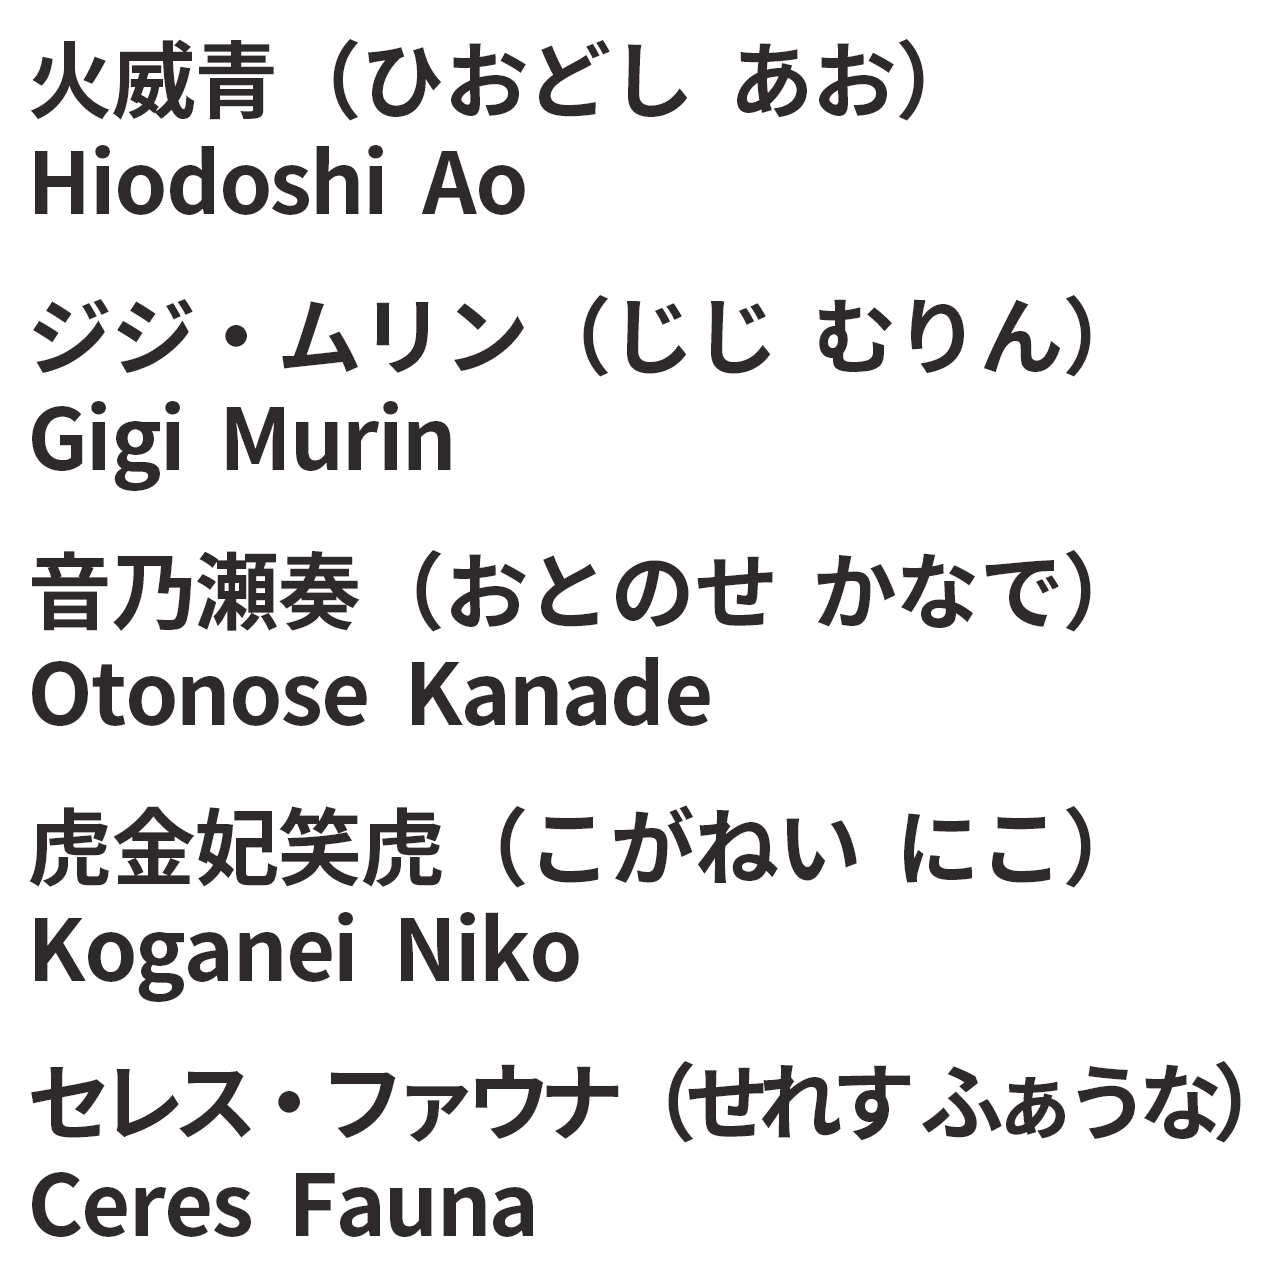 火威青（ひおどし あお）
Hiodoshi Ao
ジジ・ムリン（じじ むりん）
Gigi Murin
音乃瀬奏（おとのせ かなで）
Otonose Kanade
虎金妃笑虎（こがねい にこ）
Koganei Niko
セレス・ファウナ（せれす ふぁうな）
Ceres Fauna